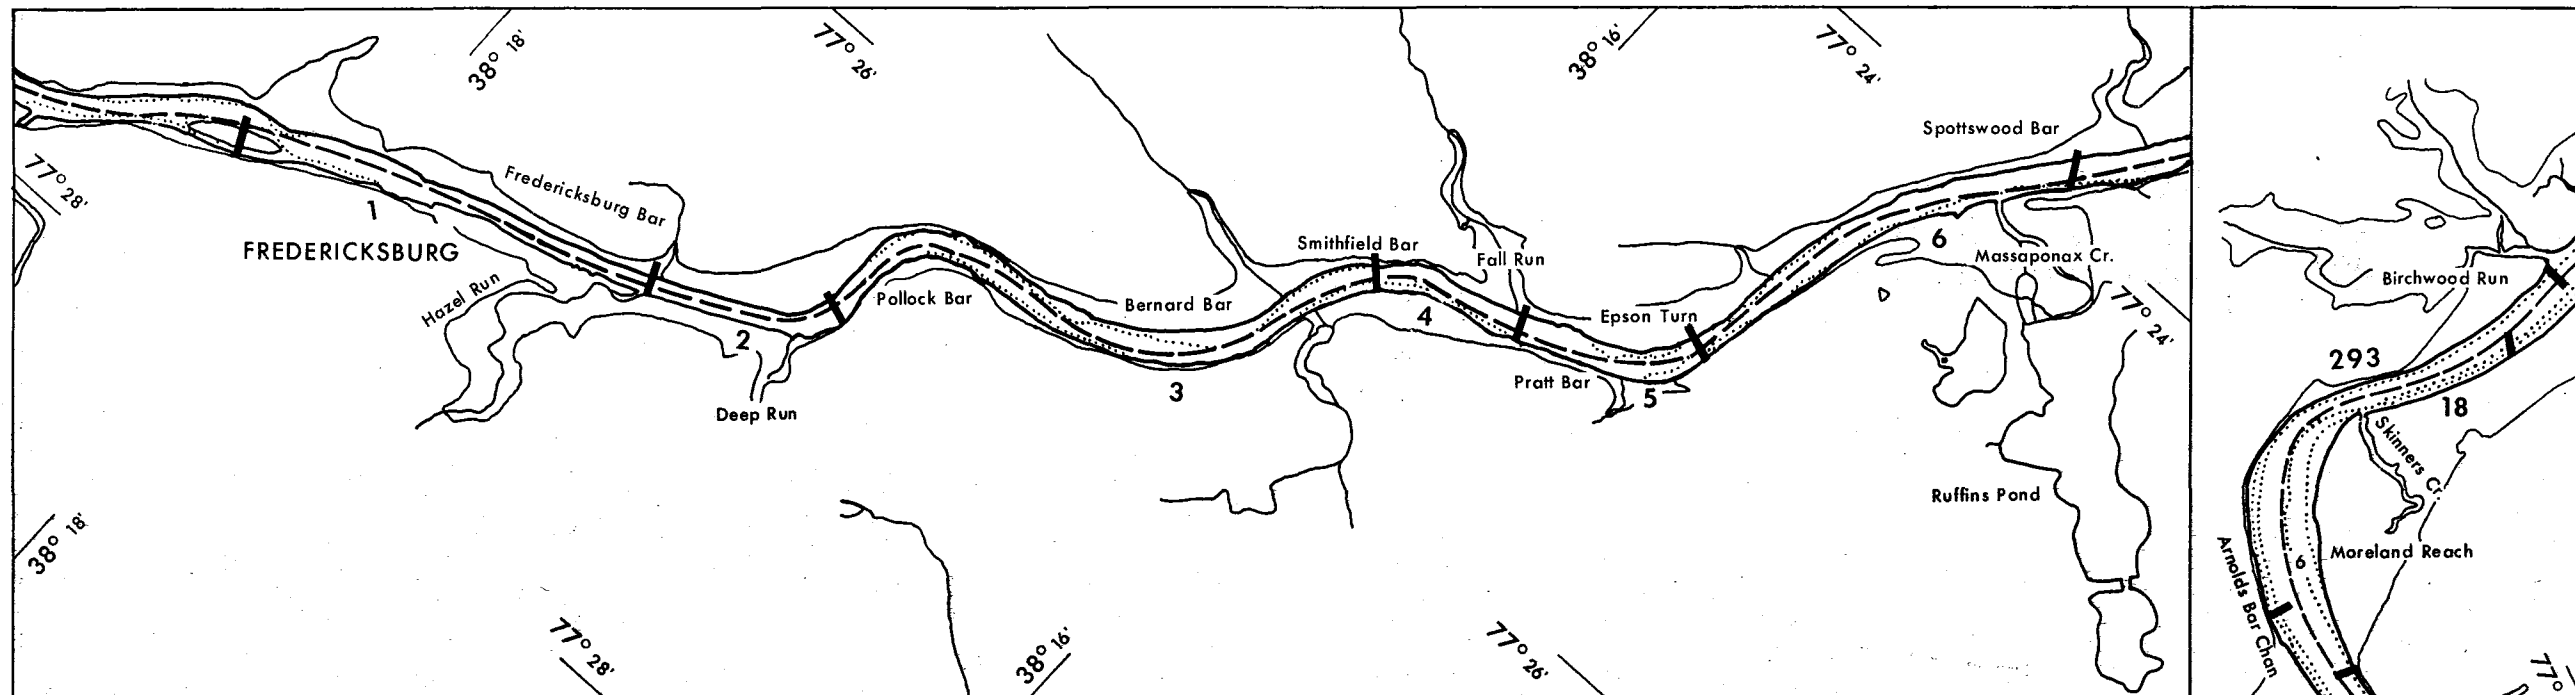 38° 18'
77° 26'
38° 16'
77° 24'
Spottswood Bar
77° 28'
Fredericksburg Bar
1
FREDERICKSBURG
Hazel Run
2
Deep Run
Pollock Bar
Bernard Bar
3
Smithfield Bar
4
Fall Run
Epson Turn
Pratt Bar
5
6
Massaponax Cr.
77° 24'
Ruffins Pond
38° 18'
77° 28'
38° 16'
77° 26'
Birchwood Run
293
18
Skinners Cr.
Moreland Reach
6
Arnolds Bar Chan
77°